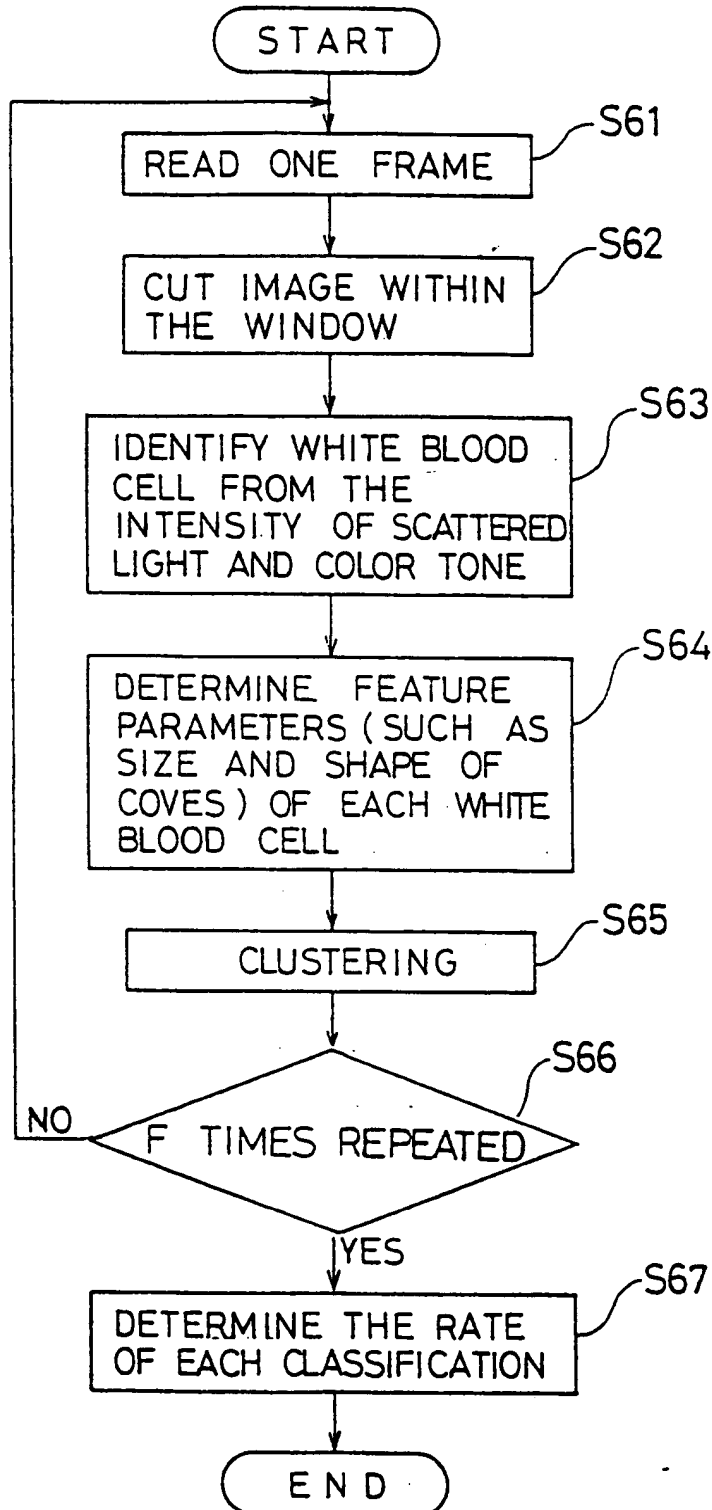 START
S61
READ ONE FRAME
S62
CUT IMAGE WITHIN
THE WINDOW
S63
IDENTIFY WHITE BLOOD
CELL FROM THE
INTENSITY OF SCATTERED
LIGHT AND COLOR TONE
S64
DETERMINE FEATURE
PARAMETERS (SUCH AS
SIZE AND SHAPE OF
COVES) OF EACH WHITE
BLOOD CELL
S65
CLUSTERING
S66
NO
F TIMES REPEATED
YES
S67
DETERMINE THE RATE
OF EACH CLASSIFICATION
END